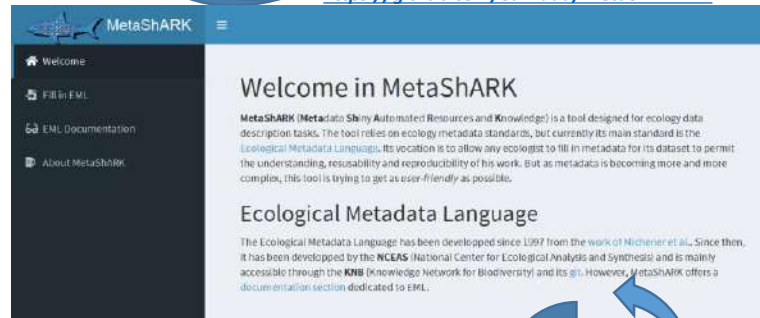 MetaShARK
Welcome
Fill in EML
EML Documentation
About MetaShARK
Welcome in MetaShARK
MetaShARK (Metadata Shiny Automated Resources and Knowledge) is a tool designed for ecology data
description tasks. The tool relies on ecology metadata standards, but currently its main standard is the
Ecological Metadata Language. Its vocation is to allow any ecologist to fill in metadata for its dataset to permit
the understanding, resusability and reproducibility of his work. But as metadata is becoming more and more
complex, this tool is trying to get as user-friendly as possible.
Ecological Metadata Language
The Ecological Metadata Language has been developped since 1997 from the work of Michener et al.. Since then,
it has been developped by the NCEAS (National Center for Ecological Analysis and Synthesis) and is mainly
accessible through the KNB (Knowledge Network for Biodiversity) and its git. However, MetaShARK offers a
documentation section dedicated to EML.